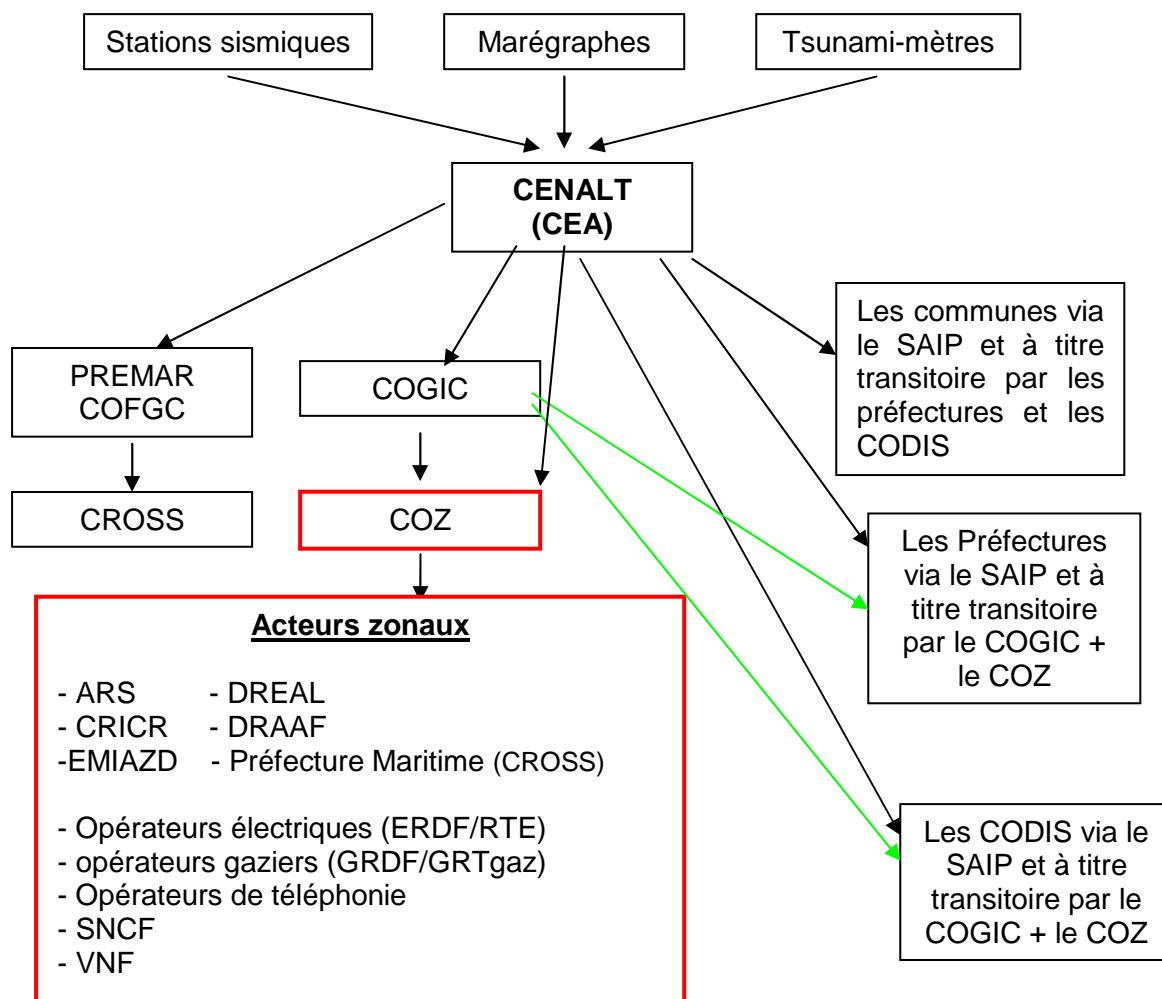 Stations sismiques
Marégraphes
Tsunami-mètres
CENALT
(CEA)
Les communes via
le SAIP et à titre
transitoire par les
préfectures et les
CODIS
PREMAR
COFGC
COGIC
CROSS
COZ
Les Préfectures
via le SAIP et à
titre transitoire
par le COGIC +
le COZ
Acteurs zonaux
- ARS - DREAL
- CRICR - DRAAF
-EMIAZD - Préfecture Maritime (CROSS)
- Opérateurs électriques (ERDF/RTE)
- opérateurs gaziers (GRDF/GRTgaz)
- Opérateurs de téléphonie
- SNCF
- VNF
Les CODIS via le
SAIP et à titre
transitoire par le
COGIC + le COZ